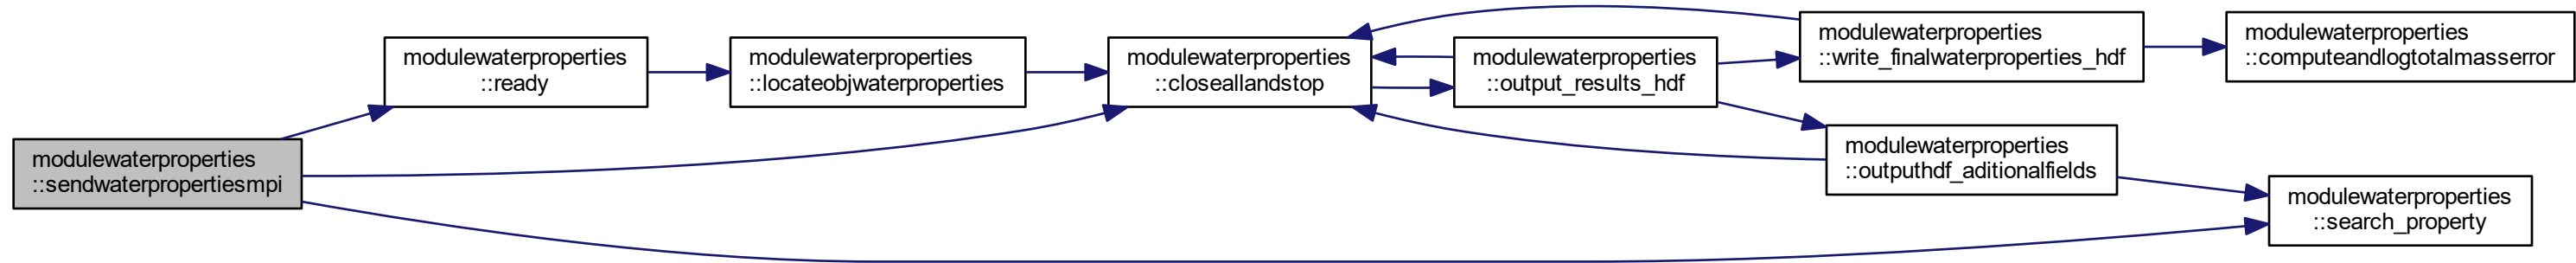 modulewaterproperties
::sendwaterpropertiesmpi
modulewaterproperties
::ready
modulewaterproperties
::locateobjwaterproperties
modulewaterproperties
::closeallandstop
modulewaterproperties
::output_results_hdf
modulewaterproperties
::write_finalwaterproperties_hdf
modulewaterproperties
::computeandlogtotalmasserror
modulewaterproperties
::outputhdf_aditionalfields
modulewaterproperties
::search_property